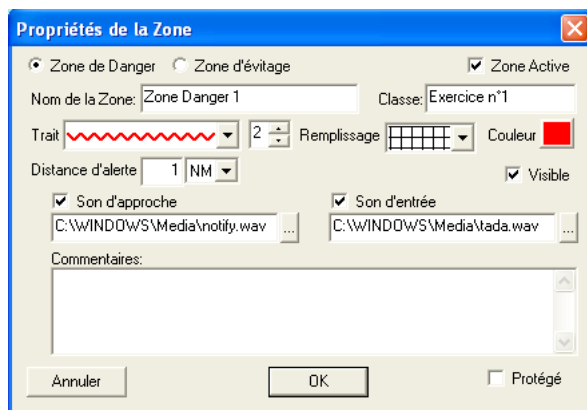 Propriétés de la Zone
Zone de Danger Zone d'évitage Zone Active
Nom de la Zone: Zone Danger 1 Classe: Exercice n°1
Trait 2 Remplissage Couleur
Distance d'alerte 1 NM Visible
Son d'approche Son d'entrée
C:\WINDOWS\Media\notify.wav ... C:\WINDOWS\Media\tada.wav ...
Commentaires:
Annuler OK Protégé